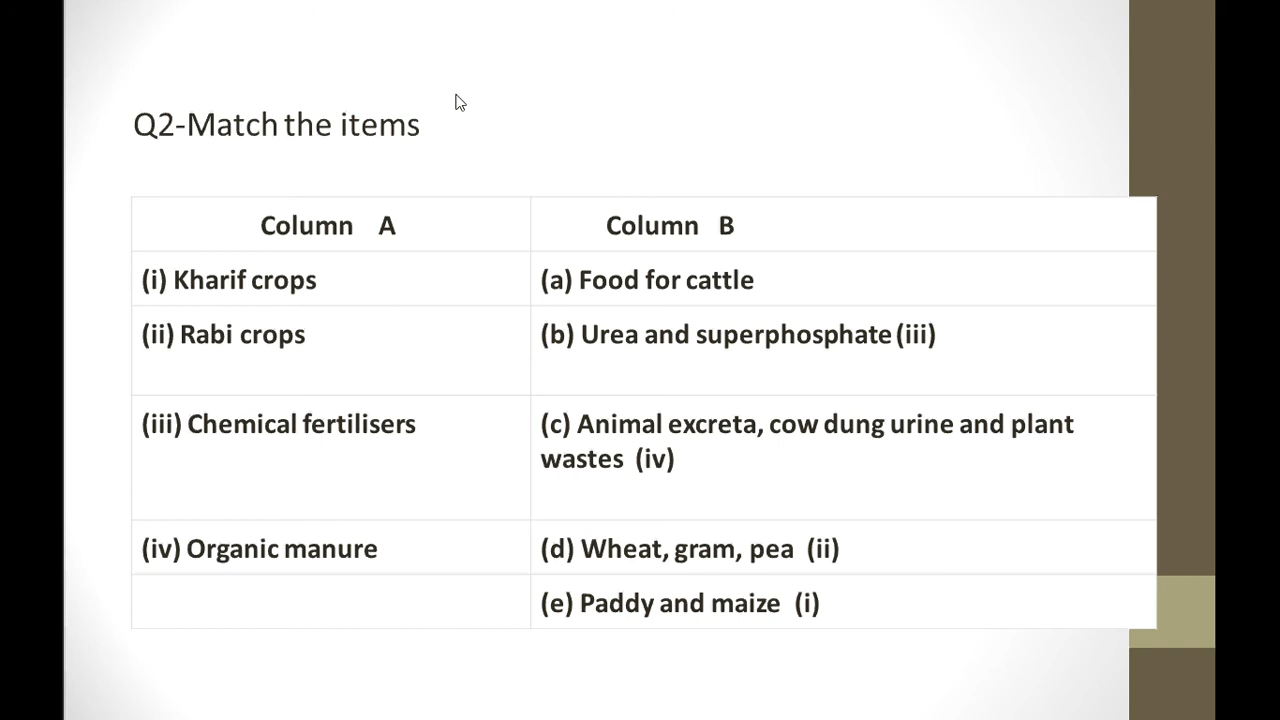 Q2-Match the items
Column A
Column B
(i) Kharif crops
(a) Food for cattle
(ii) Rabi crops
(b) Urea and superphosphate (iii)
(iii) Chemical fertilisers
(c) Animal excreta, cow dung urine and plant
wastes (iv)
(iv) Organic manure
(d) Wheat, gram, pea (ii)
(e) Paddy and maize (i)